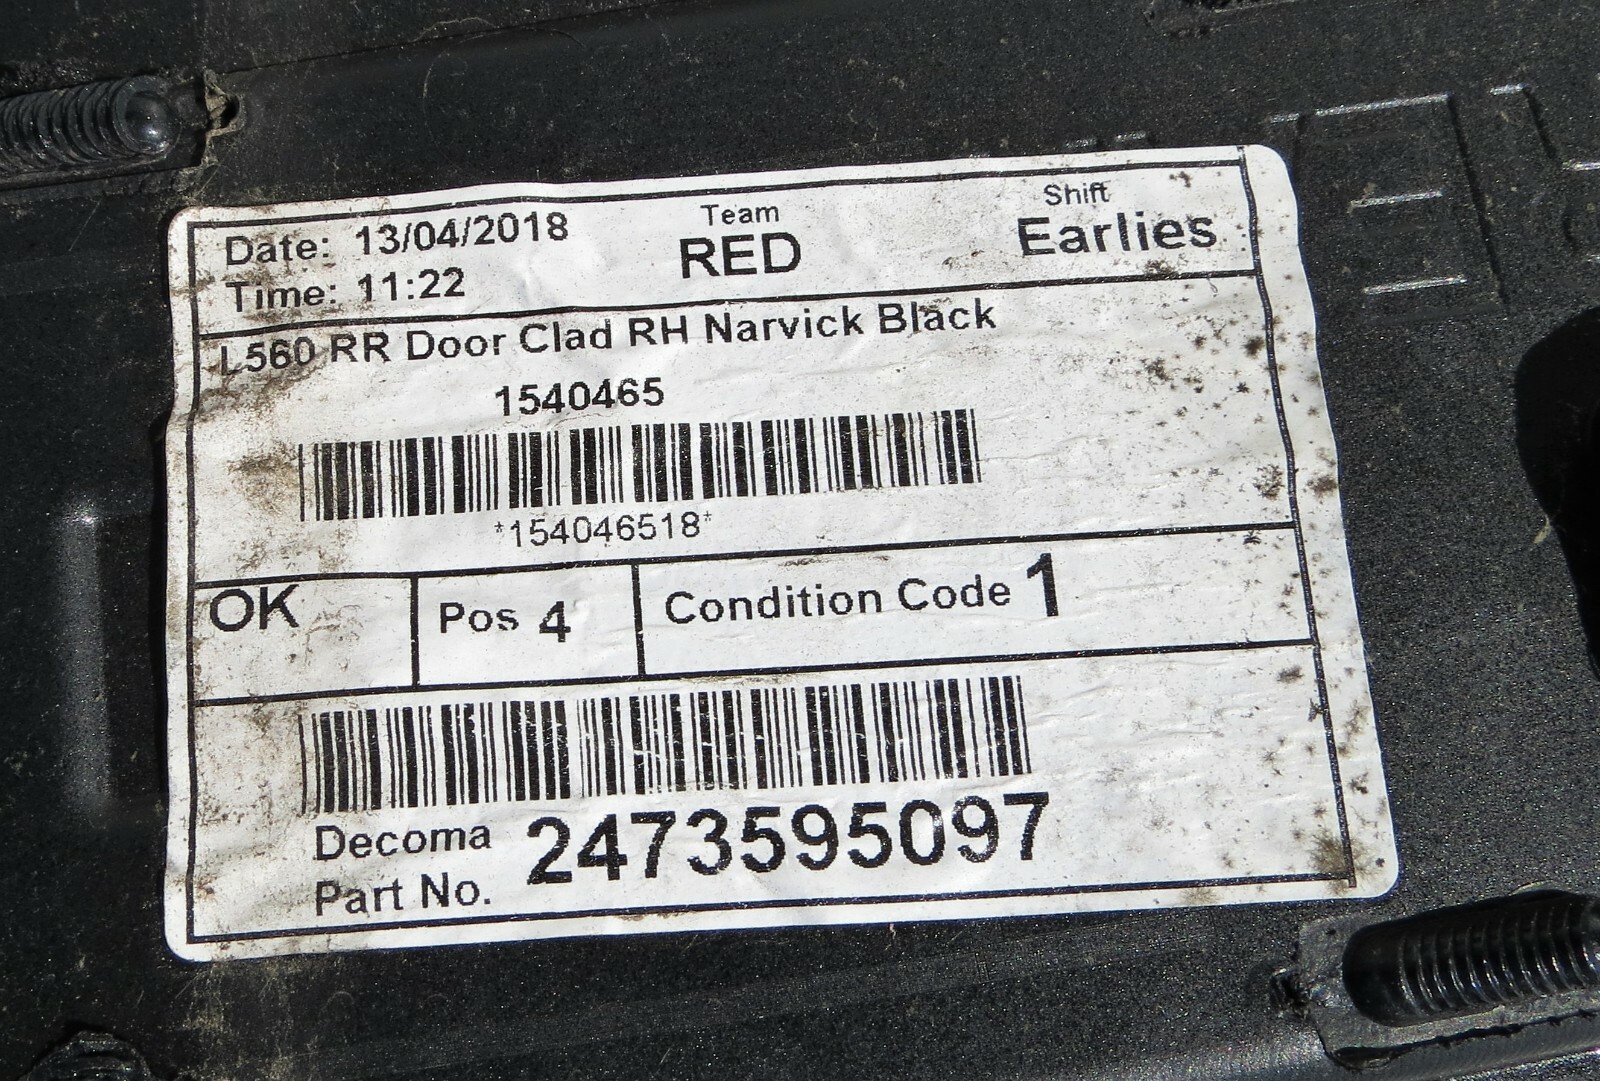 Date: 13/04/2018
Time: 11:22
Team
RED
Shift
Earlies
L560 RR Door Clad RH Narvick Black
1540465
*154046518*
OK
Pos 4
Condition Code 1
Decoma
Part No.
2473595097